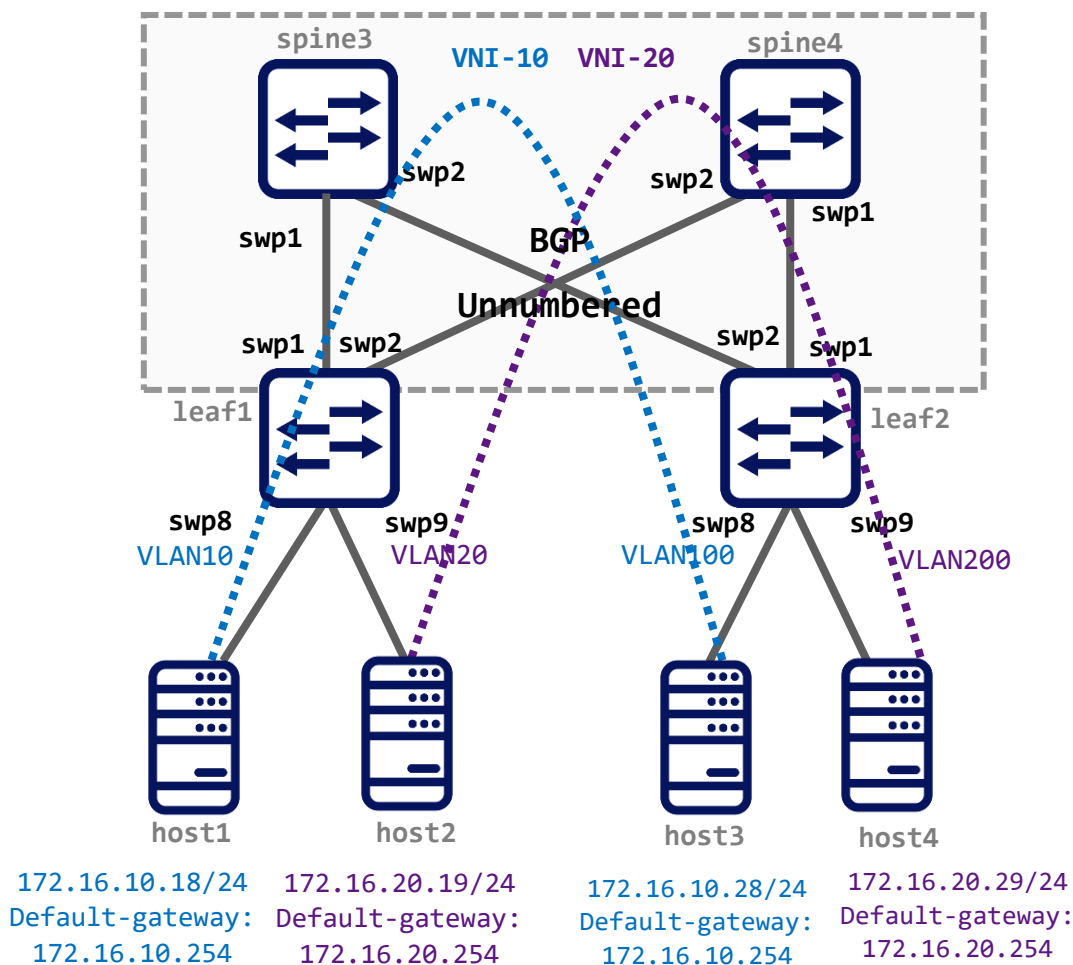 spine3
VNI-10 VNI-20
spine4
swp2
swp2
swp1
swp1
BGP
Unnumbered
swp1
swp2
swp2
swp1
leaf1
leaf2
swp8
swp9
swp8
swp9
VLAN10
VLAN20
VLAN100
VLAN200
host1
host2
host3
host4
172.16.10.18/24
Default-gateway:
172.16.10.254
172.16.20.19/24
Default-gateway:
172.16.20.254
172.16.10.28/24
Default-gateway:
172.16.10.254
172.16.20.29/24
Default-gateway:
172.16.20.254